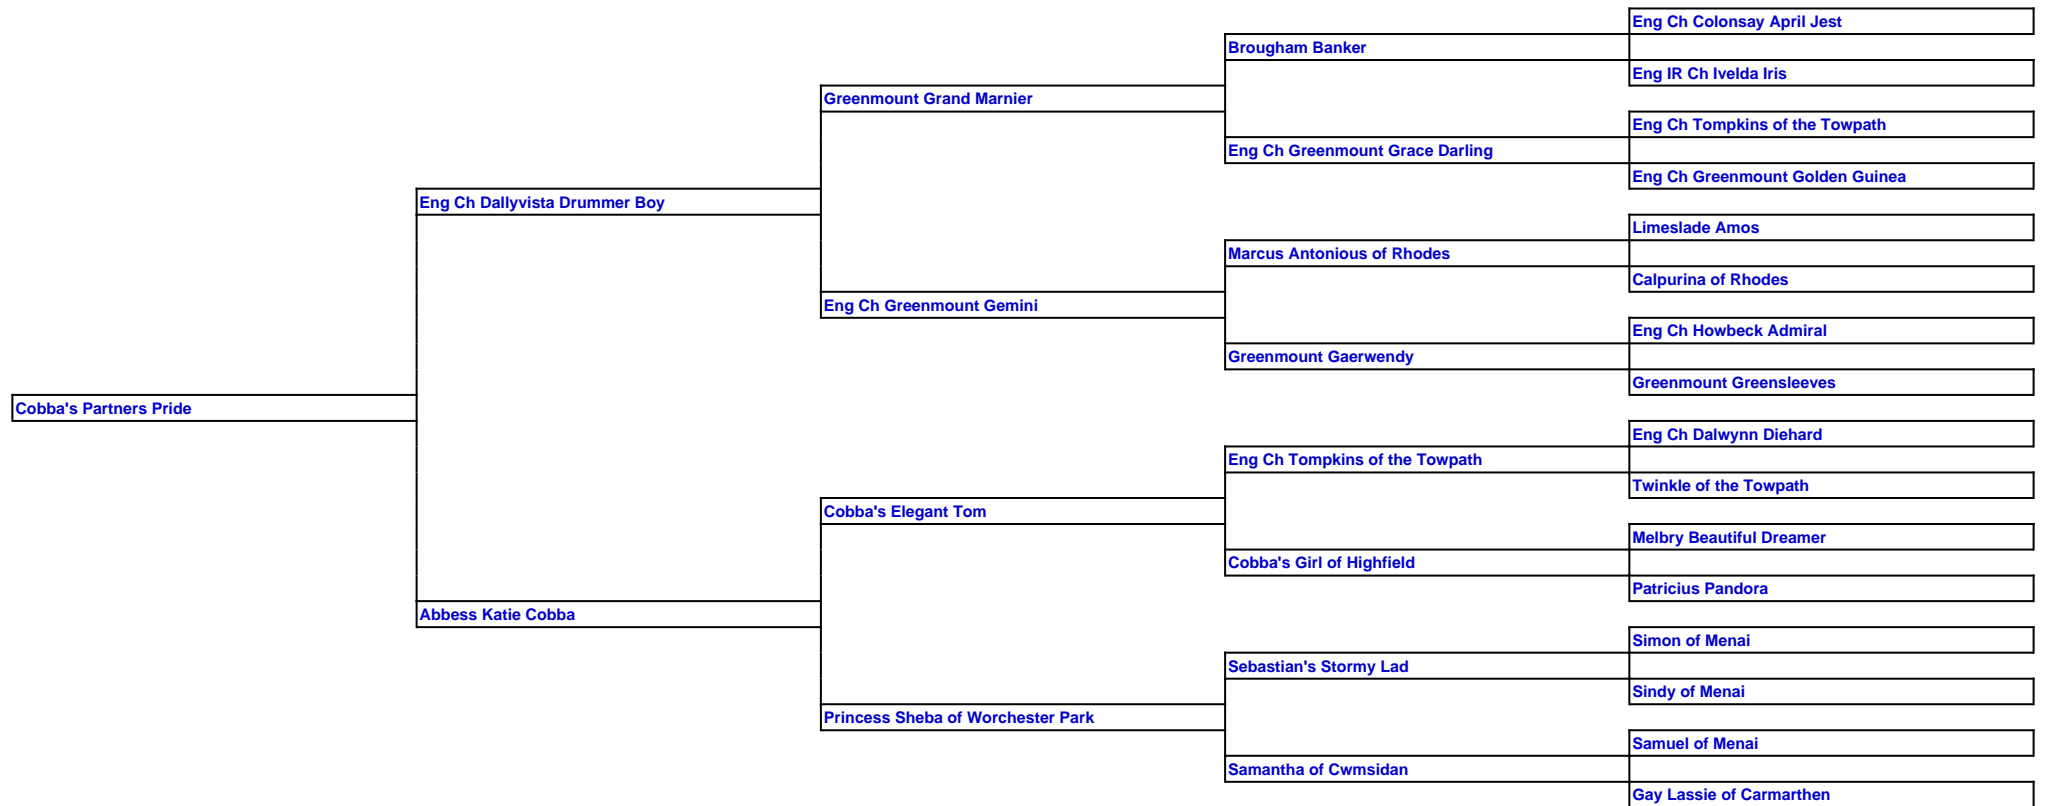 Eng Ch Colonsay April Jest
Brougham Banker
Eng IR Ch Ivelda Iris
Greenmount Grand Marnier
Eng Ch Tompkins of the Towpath
Eng Ch Greenmount Grace Darling
Eng Ch Greenmount Golden Guinea
Eng Ch Dallyvista Drummer Boy
Limeslade Amos
Marcus Antonious of Rhodes
Calpurina of Rhodes
Eng Ch Greenmount Gemini
Eng Ch Howbeck Admiral
Greenmount Gaerwendy
Greenmount Greensleeves
Cobba's Partners Pride
Eng Ch Dalwynn Diehard
Eng Ch Tompkins of the Towpath
Twinkle of the Towpath
Cobba's Elegant Tom
Melbry Beautiful Dreamer
Cobba's Girl of Highfield
Patricius Pandora
Abbess Katie Cobba
Simon of Menai
Sebastian's Stormy Lad
Sindy of Menai
Princess Sheba of Worchester Park
Samuel of Menai
Samantha of Cwmsidan
Gay Lassie of Carmarthen